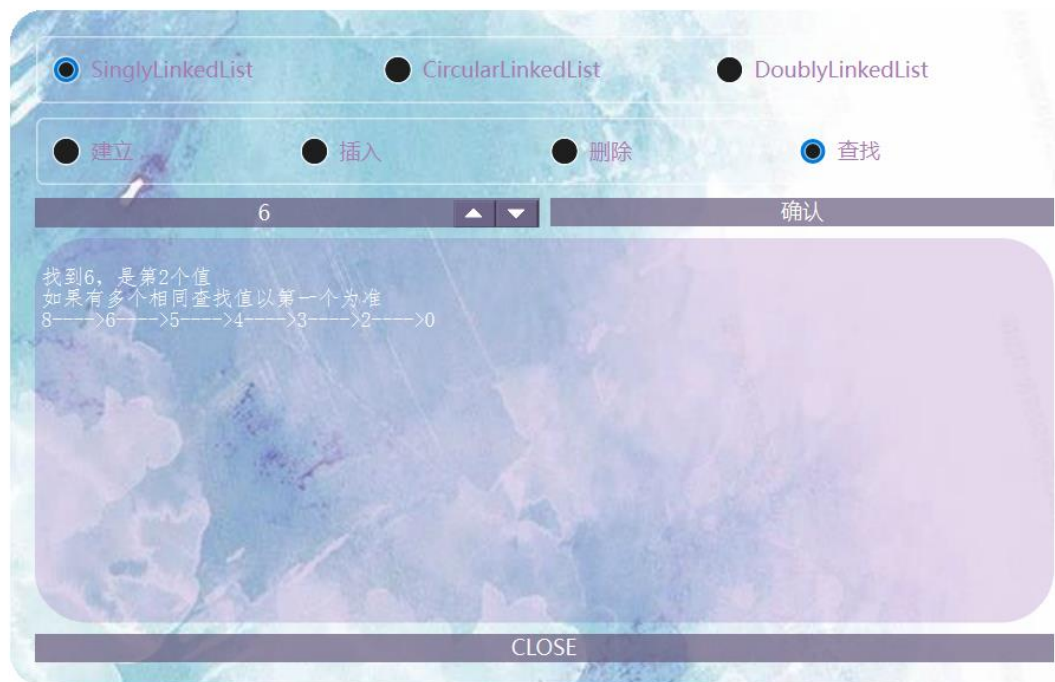 SinglyLinkedList CircularLinkedList DoublyLinkedList
建立 插入 删除 查找
6 确认
找到6, 是第2个值
如果有多个相同查找值以第一个为准
8---->6---->5---->4---->3---->2---->0
CLOSE